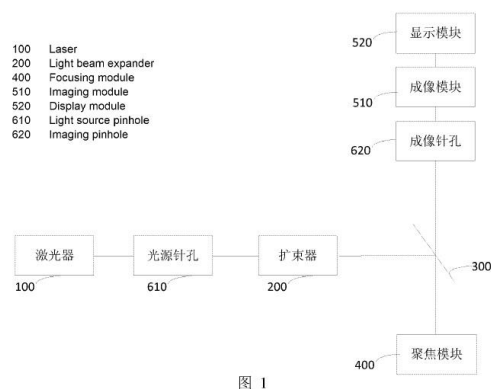 100 Laser
200 Light beam expander
400 Focusing module
510 Imaging module
520 Display module
610 Light source pinhole
620 Imaging pinhole
显示模块
520
成像模块
510
成像针孔
620
激光器
100
光源针孔
610
扩束器
200
300
聚焦模块
400
图 1